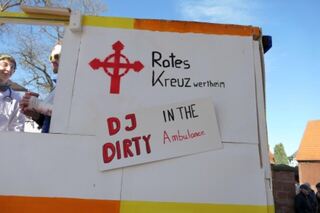 Rotes
Kreuz wertheim
DJ IN THE
DIRTY Ambulance